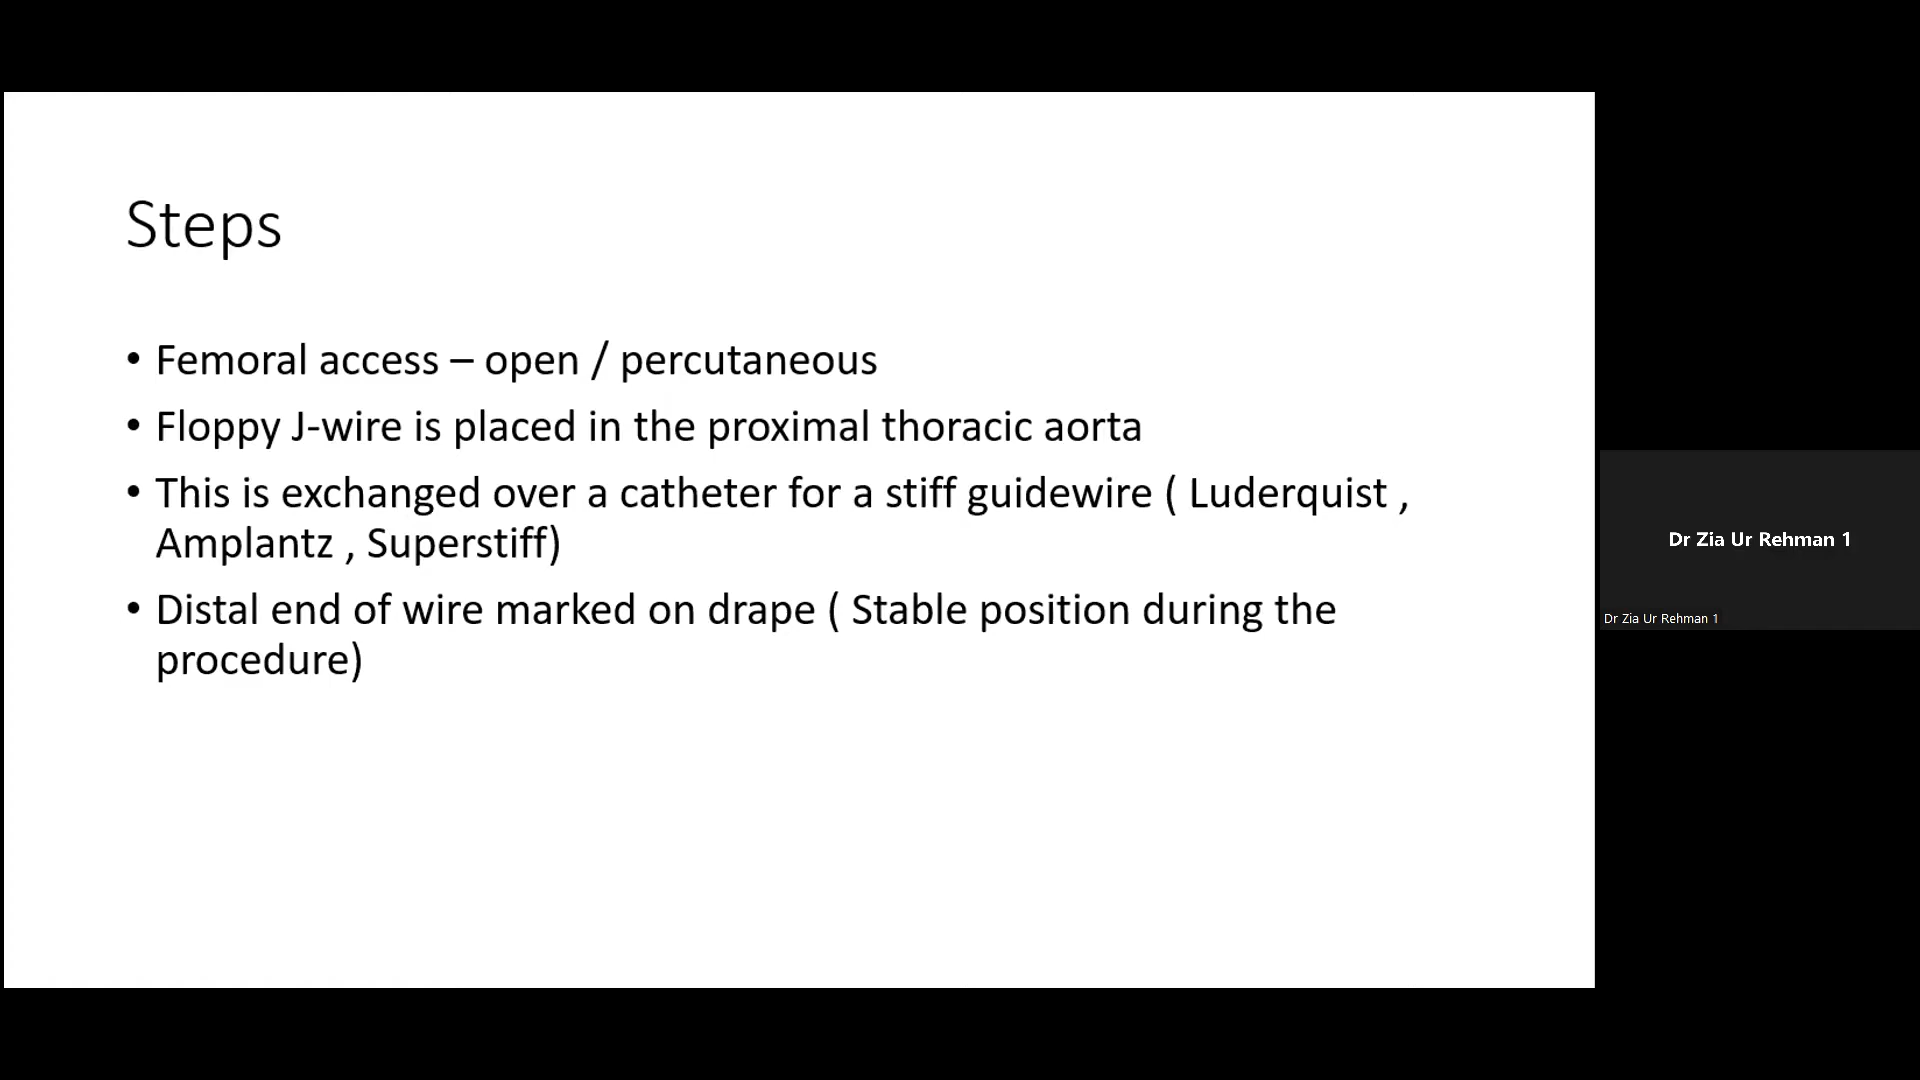 Steps
• Femoral access – open / percutaneous
• Floppy J-wire is placed in the proximal thoracic aorta
• This is exchanged over a catheter for a stiff guidewire ( Luderquist ,
Amplantz , Superstiff)
• Distal end of wire marked on drape ( Stable position during the
procedure)
Dr Zia Ur Rehman 1
Dr Zia Ur Rehman 1